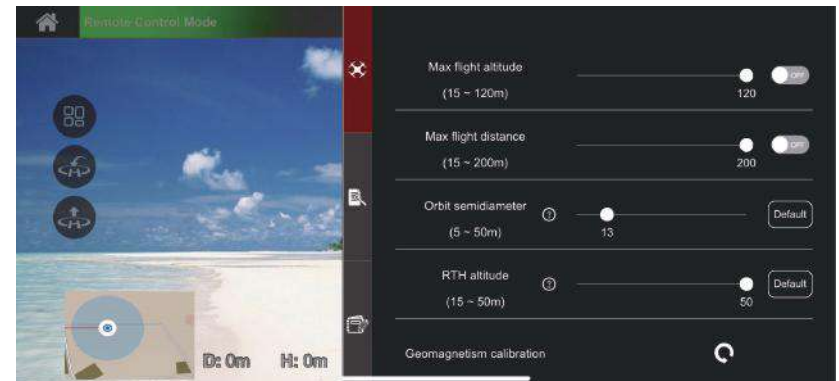 Remote Control Mode
D: 0m H: 0m
Max flight altitude
(15 ~ 120m)
120
OFF
Max flight distance
(15 ~ 200m)
200
OFF
Orbit semidiameter
(5 ~ 50m)
?
13
Default
RTH altitude
(15 ~ 50m)
?
50
Default
Geomagnetism calibration